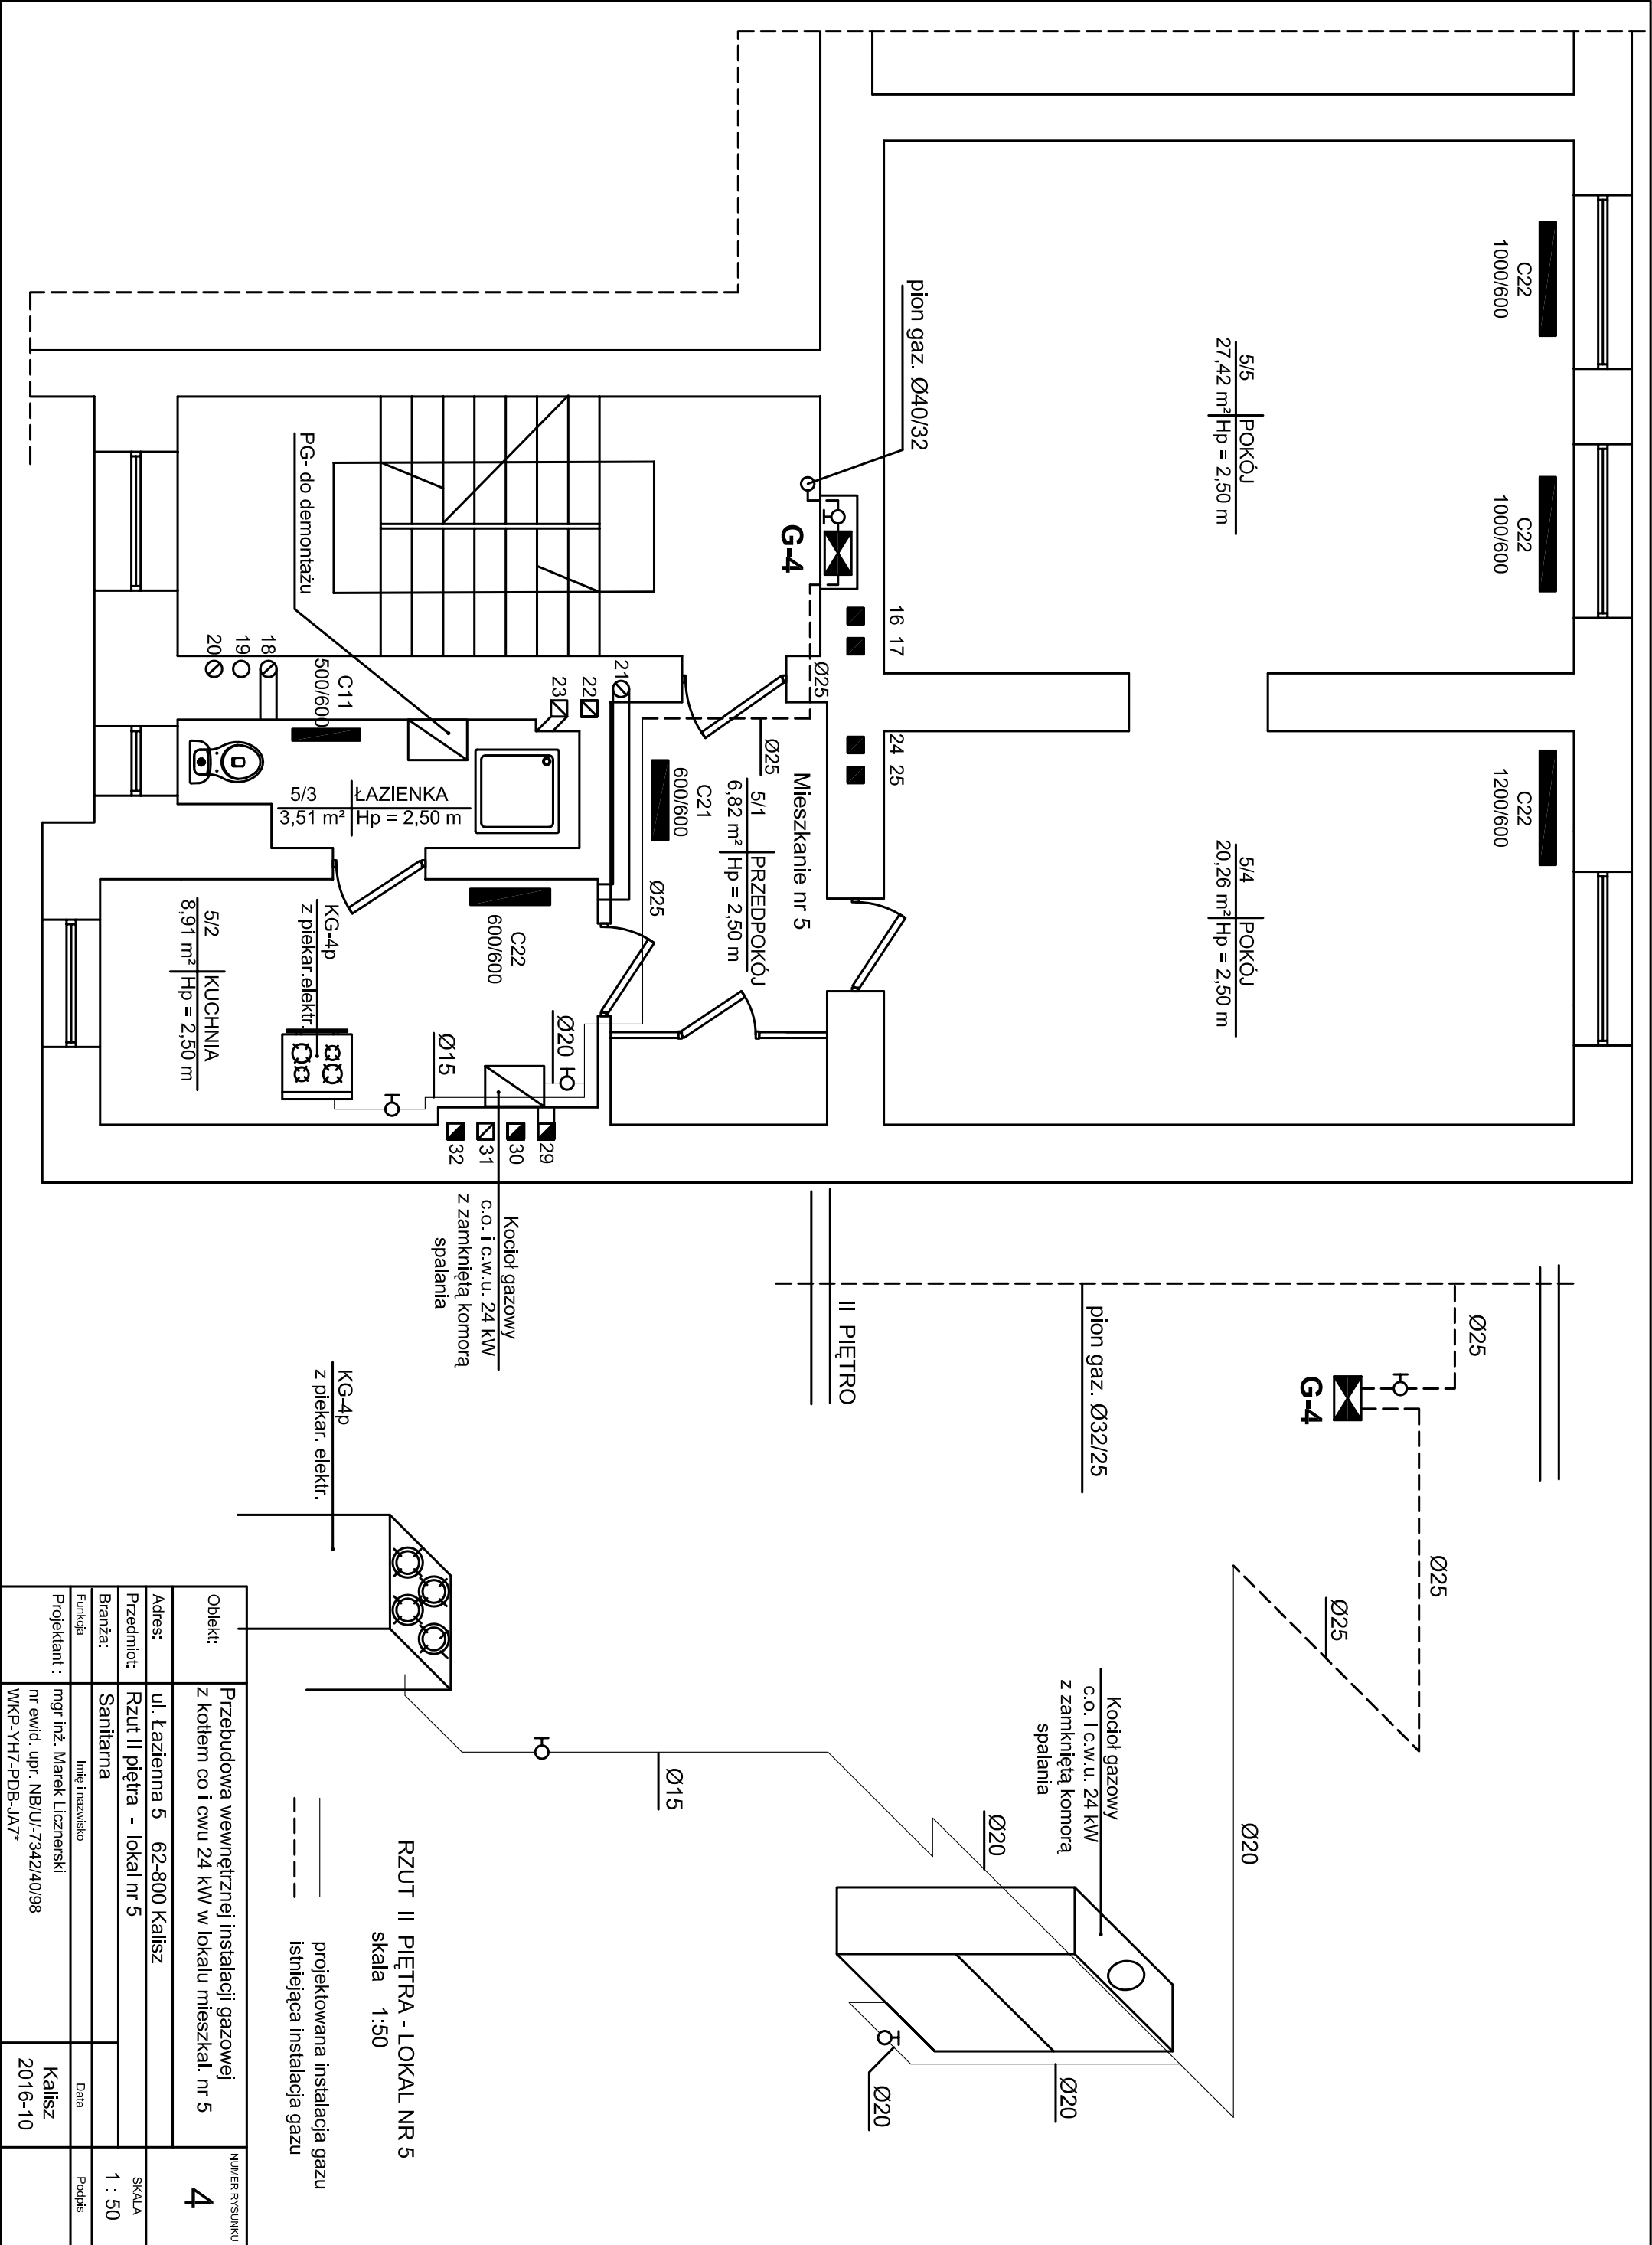 C22
1000/600
C22
1000/600
C22
1200/600
5/5 POKÓJ
27,42 m² Hp = 2,50 m
5/4 POKÓJ
20,26 m² Hp = 2,50 m
pion gaz. Ø40/32
G-4
16 17
24 25
Ø25
Ø25
Mieszkanie nr 5
5/1 PRZEDPOKÓJ
6,82 m² Hp = 2,50 m
C21
600/600
Ø25
21
22
23
PG- do demontażu
18
19
20
C11
500/600
5/3 ŁAZIENKA
3,51 m² Hp = 2,50 m
C22
600/600
KG-4p
z piekar.elektr.
5/2 KUCHNIA
8,91 m² Hp = 2,50 m
Ø20
Ø15
29
30
31
32
Kocioł gazowy
c.o. i c.w.u. 24 kW
z zamkniętą komorą
spalania
II PIĘTRO
pion gaz. Ø32/25
Ø25
G-4
Ø25
Ø25
Ø20
Kocioł gazowy
c.o. i c.w.u. 24 kW
z zamkniętą komorą
spalania
Ø20
Ø20
Ø20
Ø15
KG-4p
z piekar. elektr.
RZUT II PIĘTRA - LOKAL NR 5
skala 1:50
projektowana instalacja gazu
istniejąca instalacja gazu
Obiekt:
Przebudowa wewnętrznej instalacji gazowej
z kotłem co i cwu 24 kW w lokalu mieszkal. nr 5
NUMER RYSUNKU
4
Adres:
ul. Łazienna 5 62-800 Kalisz
Przedmiot:
Rzut II piętra - lokal nr 5
SKALA
1 : 50
Branża:
Sanitarna
Funkcja
Imię i nazwisko
Data
Podpis
Projektant :
mgr inż. Marek Licznerski
nr ewid. upr. NB/U/-7342/40/98
WKP-YH7-PDB-JA7*
Kalisz
2016-10